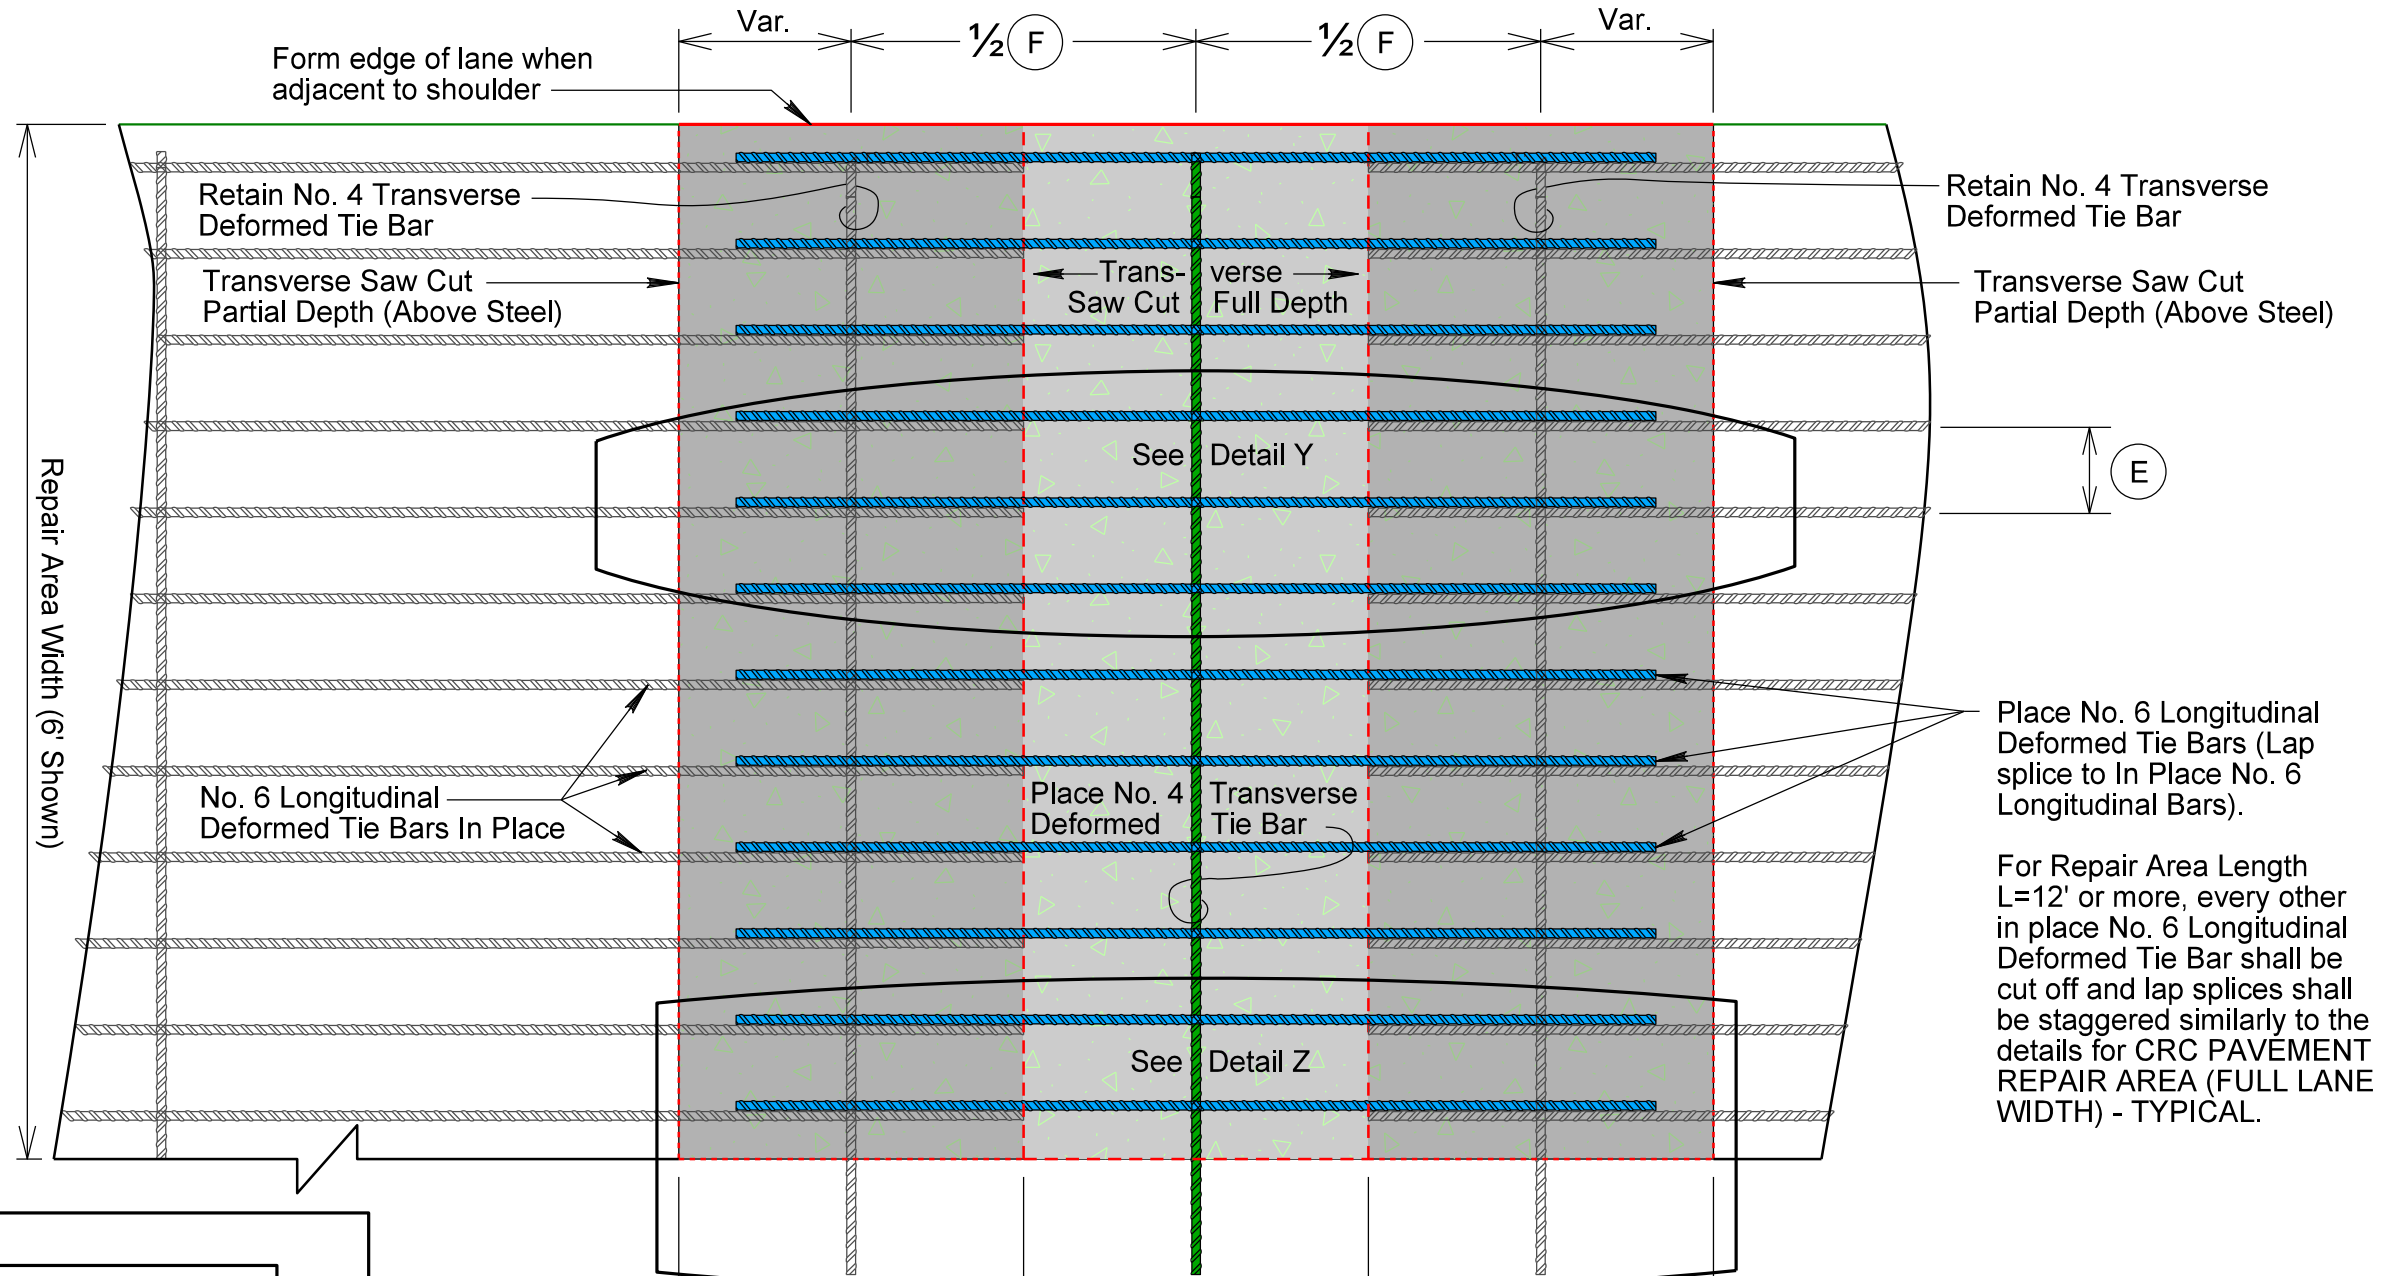 Var.
½ F
½ F
Var.
Form edge of lane when
adjacent to shoulder
Retain No. 4 Transverse
Deformed Tie Bar
Retain No. 4 Transverse
Deformed Tie Bar
Transverse Saw Cut
Partial Depth (Above Steel)
Trans- verse
Saw Cut Full Depth
Transverse Saw Cut
Partial Depth (Above Steel)
See Detail Y
E
Repair Area Width (6' Shown)
No. 6 Longitudinal
Deformed Tie Bars In Place
Place No. 4 Transverse
Deformed Tie Bar
Place No. 6 Longitudinal
Deformed Tie Bars (Lap
splice to In Place No. 6
Longitudinal Bars).
For Repair Area Length
L=12' or more, every other
in place No. 6 Longitudinal
Deformed Tie Bar shall be
cut off and lap splices shall
be staggered similarly to the
details for CRC PAVEMENT
REPAIR AREA (FULL LANE
WIDTH) - TYPICAL.
See Detail Z